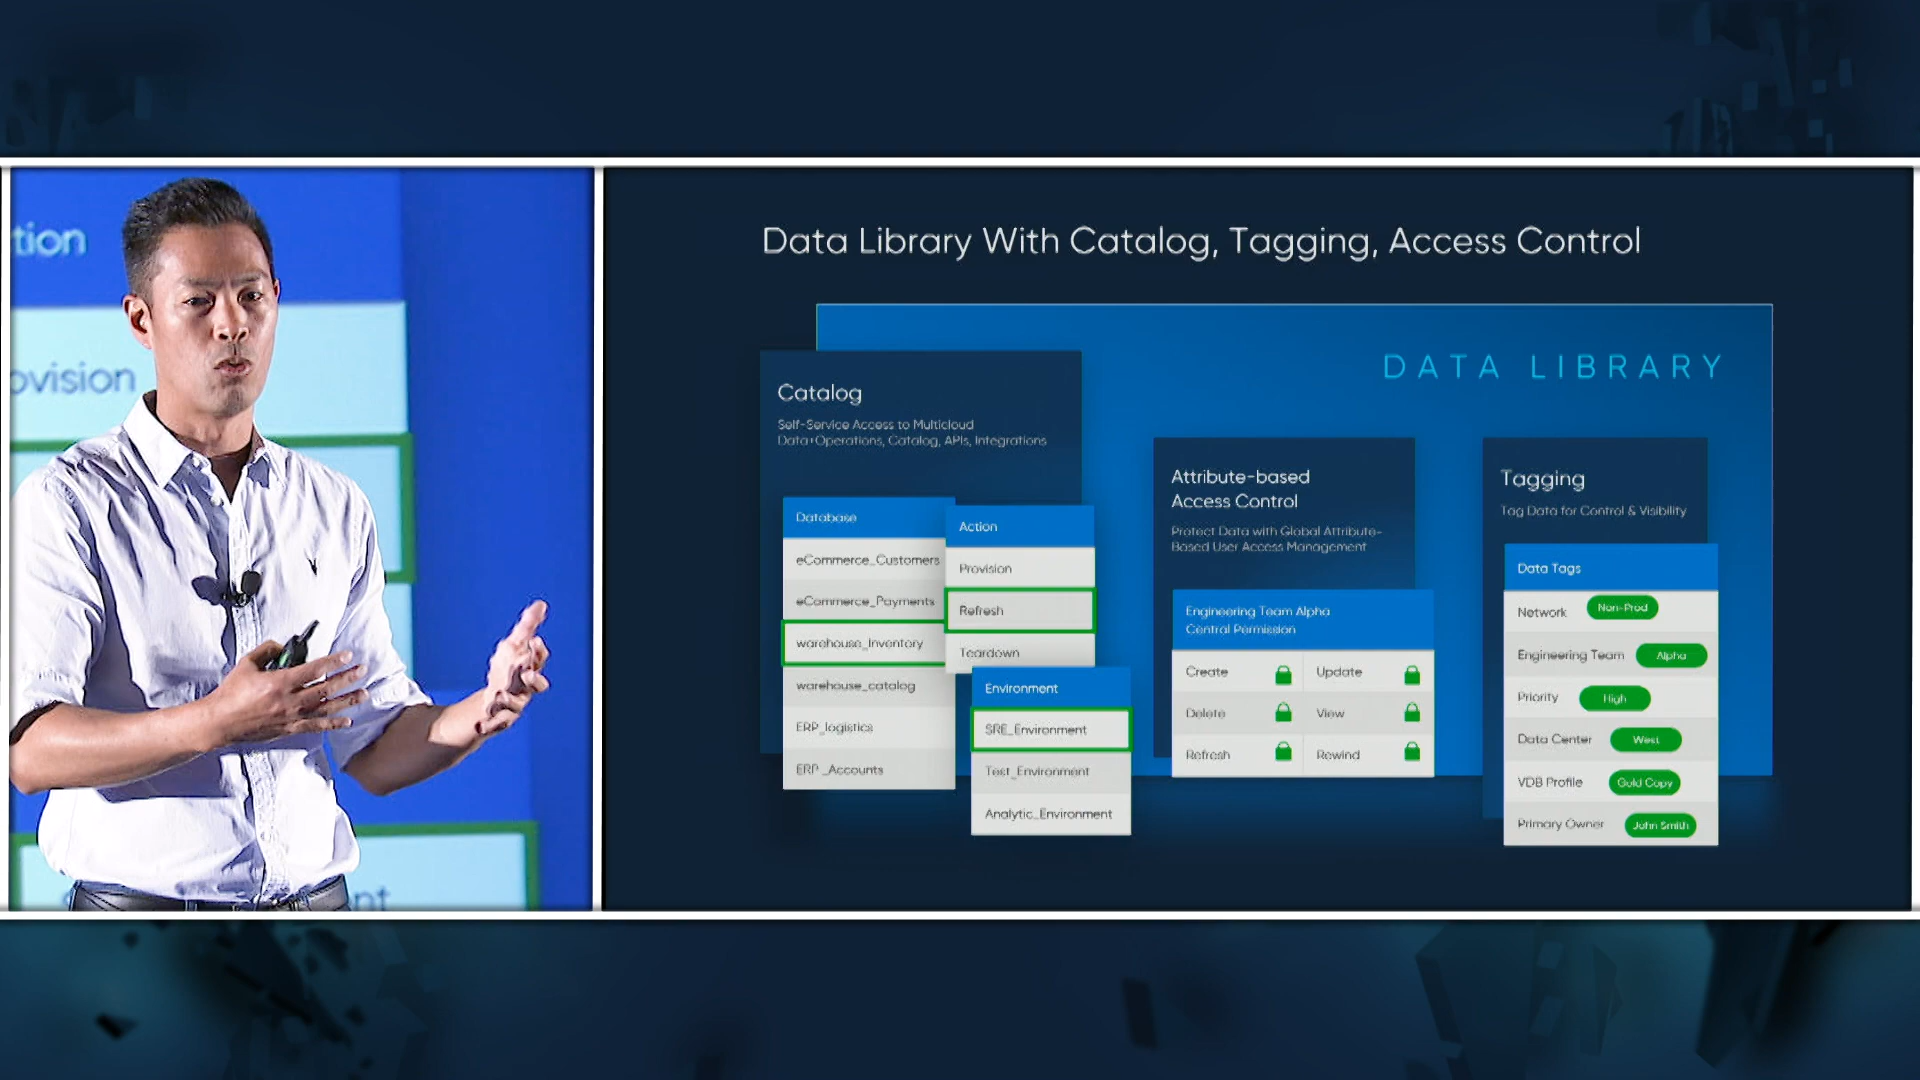 tion
ovision
nt
Data Library With Catalog, Tagging, Access Control
DATA LIBRARY
Catalog
Self-Service Access to Multicloud
Data+Operations, Catalog, APIs, Integrations
Database
eCommerce_Customers
eCommerce_Payments
warehouse_Inventory
warehouse_catalog
ERP_logistics
ERP _Accounts
Action
Provision
Refresh
Teardown
Environment
SRE_Environment
Test_Environment
Analytic_Environment
Attribute-based
Access Control
Protect Data with Global Attribute-
Based User Access Management
Engineering Team Alpha
Central Permission
Create Update
Delete View
Refresh Rewind
Tagging
Tag Data for Control & Visibility
Data Tags
Network Non-Prod
Engineering Team Alpha
Priority High
Data Center West
VDB Profile Gold Copy
Primary Owner John Smith